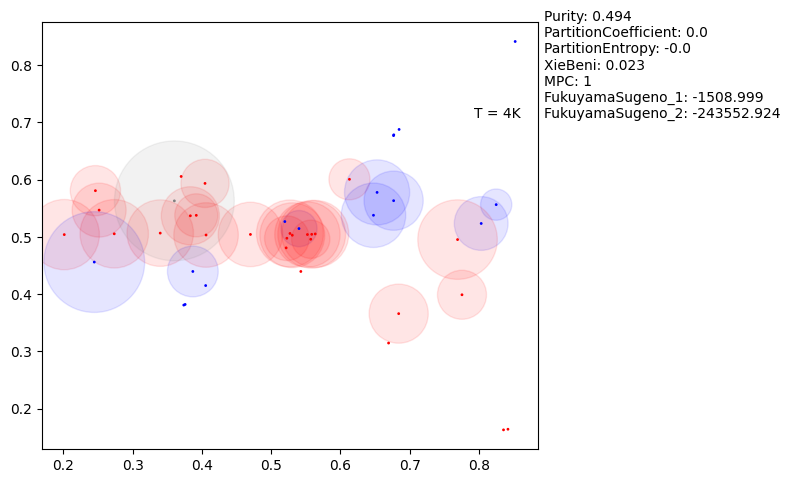 Purity: 0.494
PartitionCoefficient: 0.0
PartitionEntropy: -0.0
XieBeni: 0.023
MPC: 1
FukuyamaSugeno_1: -1508.999
FukuyamaSugeno_2: -243552.924
T = 4K
0.8
0.7
0.6
0.5
0.4
0.3
0.2
0.2 0.3 0.4 0.5 0.6 0.7 0.8